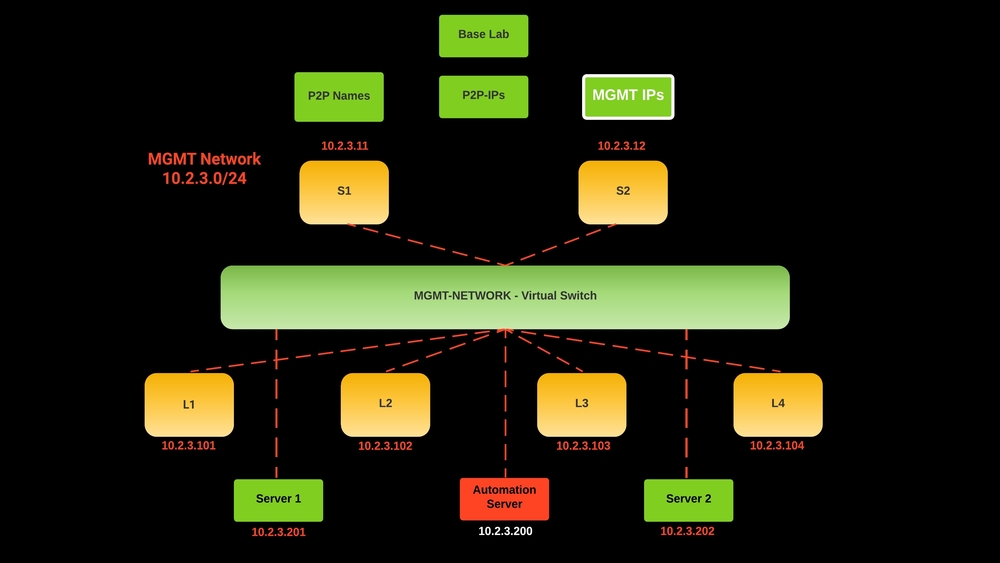 Base Lab
P2P Names
P2P-IPs
MGMT IPs
10.2.3.11
10.2.3.12
MGMT Network
10.2.3.0/24
S1
S2
MGMT-NETWORK - Virtual Switch
L1
L2
L3
L4
10.2.3.101
10.2.3.102
10.2.3.103
10.2.3.104
Server 1
Automation
Server
Server 2
10.2.3.201
10.2.3.200
10.2.3.202